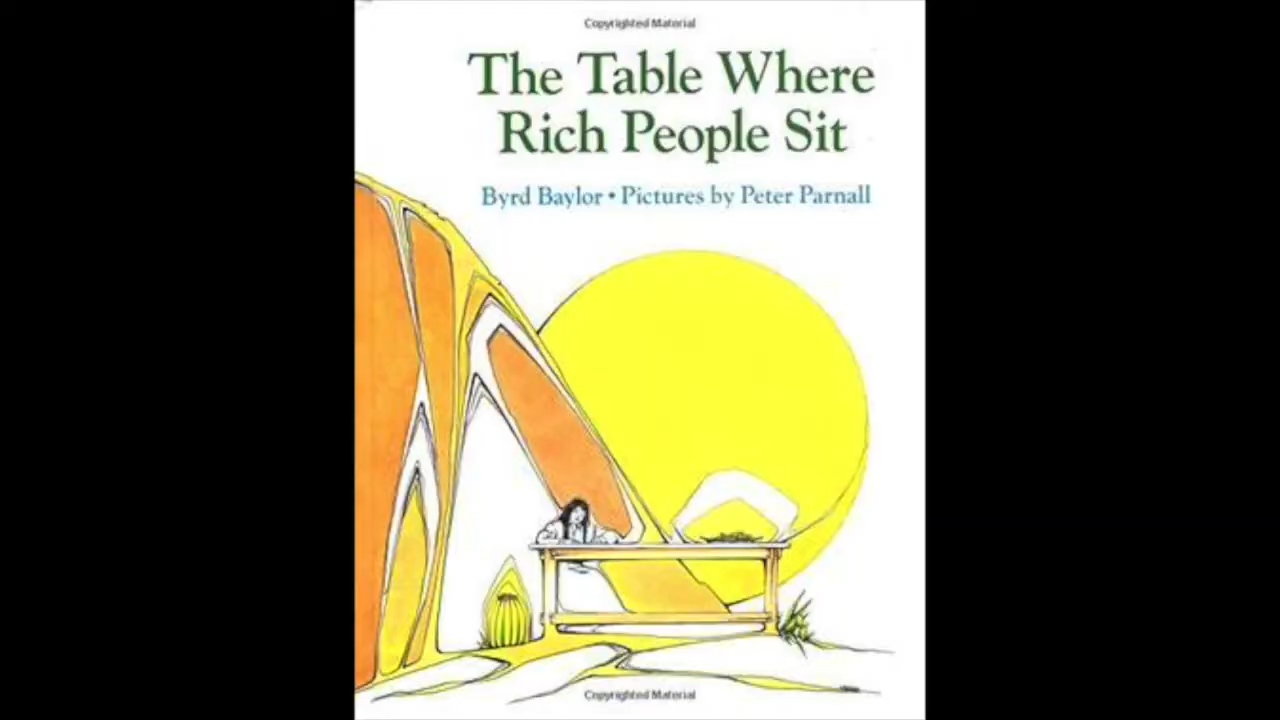 Copyrighted Material
The Table Where
Rich People Sit
Byrd Baylor • Pictures by Peter Parnall
Copyrighted Material